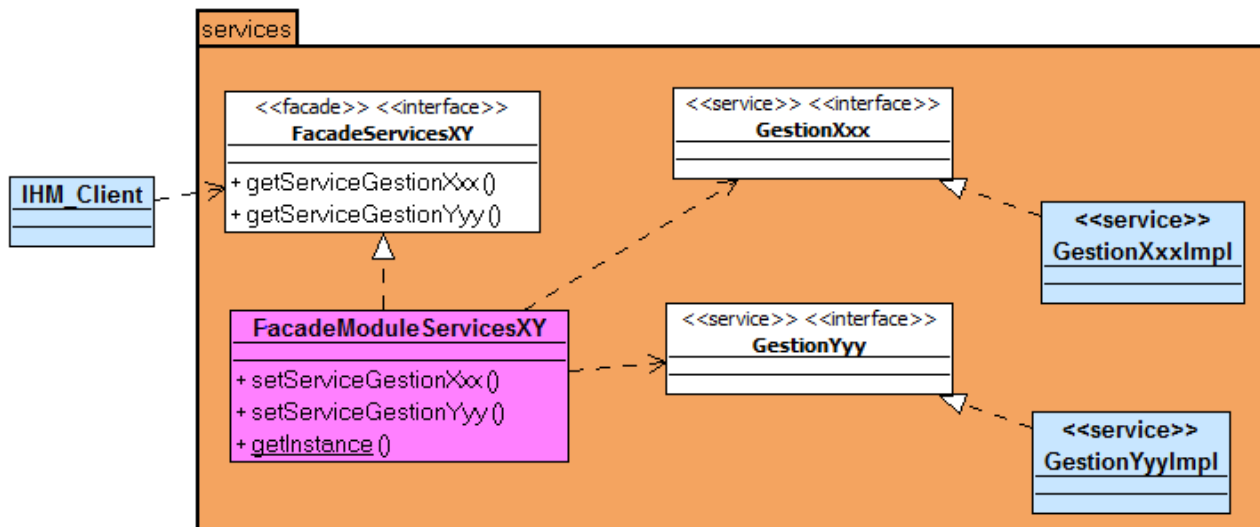 services
<<facade>> <<interface>>
FacadeServicesXY
+ getServiceGestionXxx()
+ getServiceGestionYyy()
<<service>> <<interface>>
GestionXxx
IHM_Client
<<service>>
GestionXxxImpl
FacadeModuleServicesXY
+ setServiceGestionXxx()
+ setServiceGestionYyy()
+ getInstance()
<<service>> <<interface>>
GestionYyy
<<service>>
GestionYyyImpl